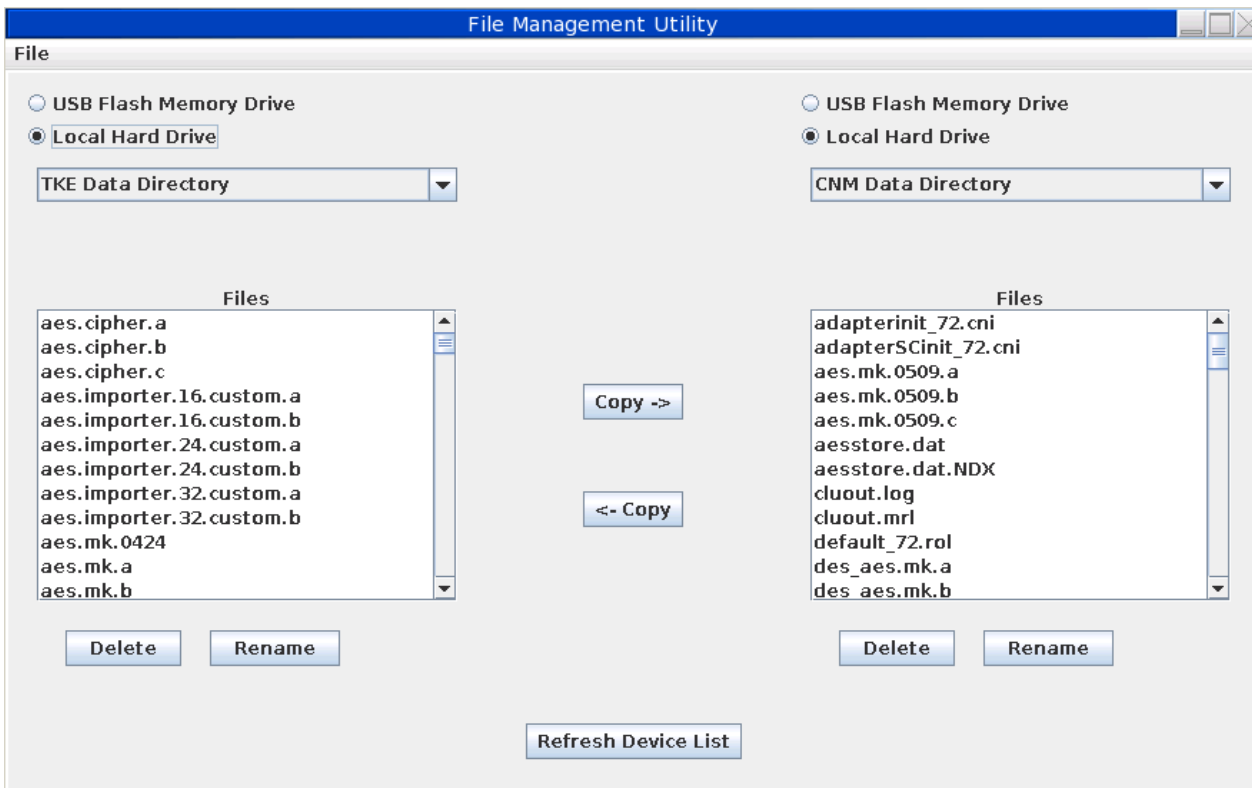 File Management Utility
File
USB Flash Memory Drive
Local Hard Drive
TKE Data Directory
Files
aes.cipher.a
aes.cipher.b
aes.cipher.c
aes.importer.16.custom.a
aes.importer.16.custom.b
aes.importer.24.custom.a
aes.importer.24.custom.b
aes.importer.32.custom.a
aes.importer.32.custom.b
aes.mk.0424
aes.mk.a
aes.mk.b
Delete Rename
Copy ->
<- Copy
USB Flash Memory Drive
Local Hard Drive
CNM Data Directory
Files
adapterinit_72.cni
adapterSCinit_72.cni
aes.mk.0509.a
aes.mk.0509.b
aes.mk.0509.c
aesstore.dat
aesstore.dat.NDX
cluout.log
cluout.mrl
default_72.rol
des_aes.mk.a
des_aes.mk.b
Delete Rename
Refresh Device List